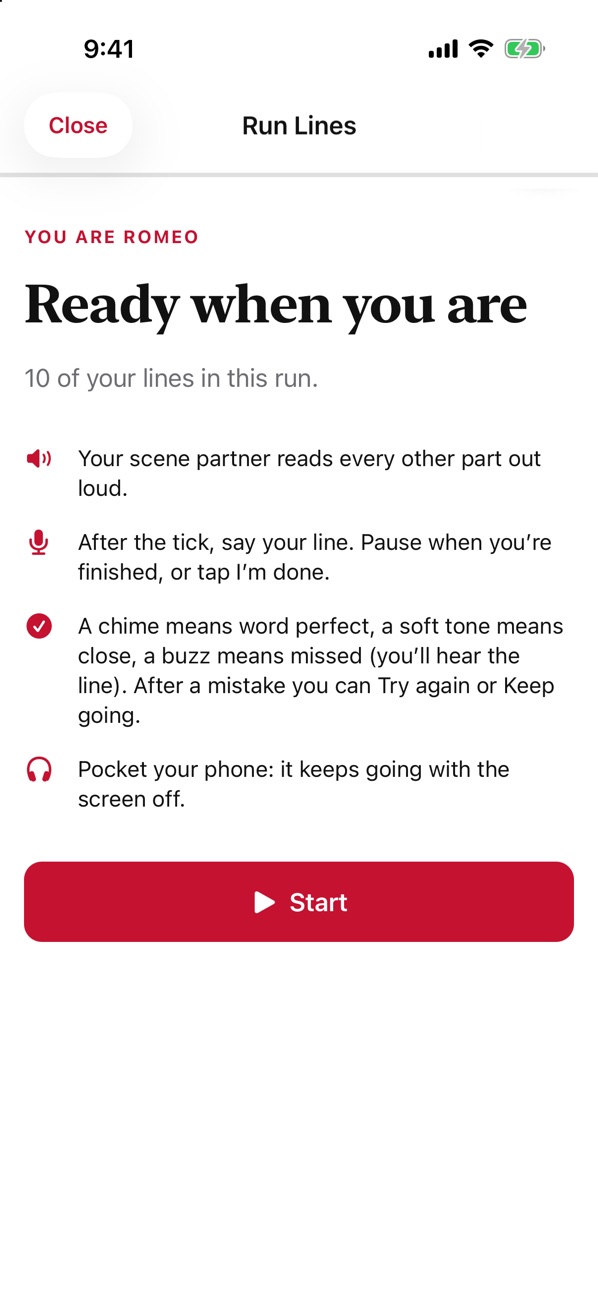 9:41
Close
Run Lines
YOU ARE ROMEO
Ready when you are
10 of your lines in this run.
Your scene partner reads every other part out
loud.
After the tick, say your line. Pause when you’re
finished, or tap I’m done.
A chime means word perfect, a soft tone means
close, a buzz means missed (you’ll hear the
line). After a mistake you can Try again or Keep
going.
Pocket your phone: it keeps going with the
screen off.
Start